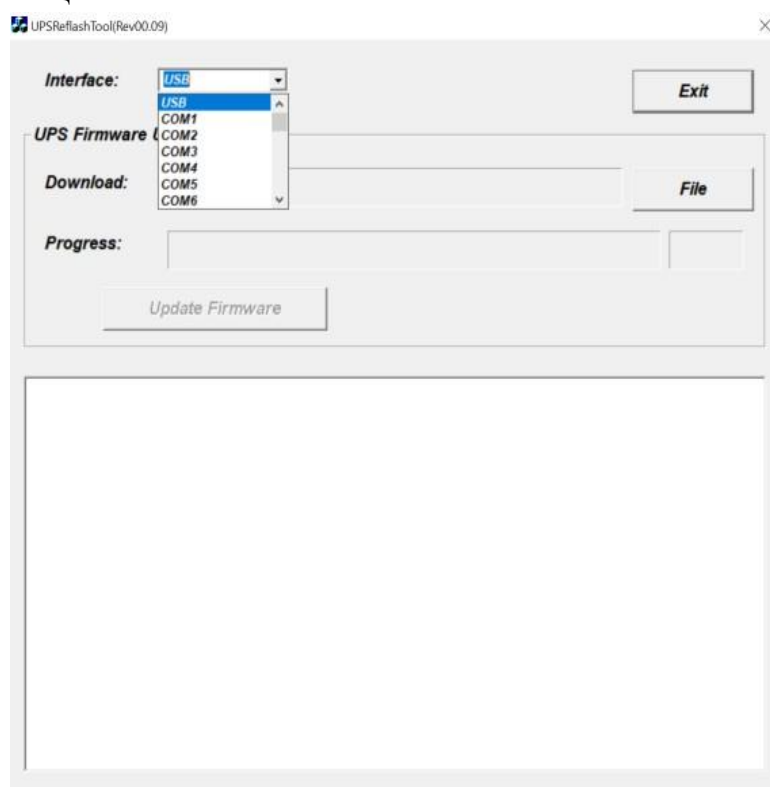 UPSReflashTool(Rev00.09)
Interface:
USB
Exit
USB
COM1
COM2
COM3
COM4
COM5
COM6
UPS Firmware
Download:
File
Progress:
Update Firmware